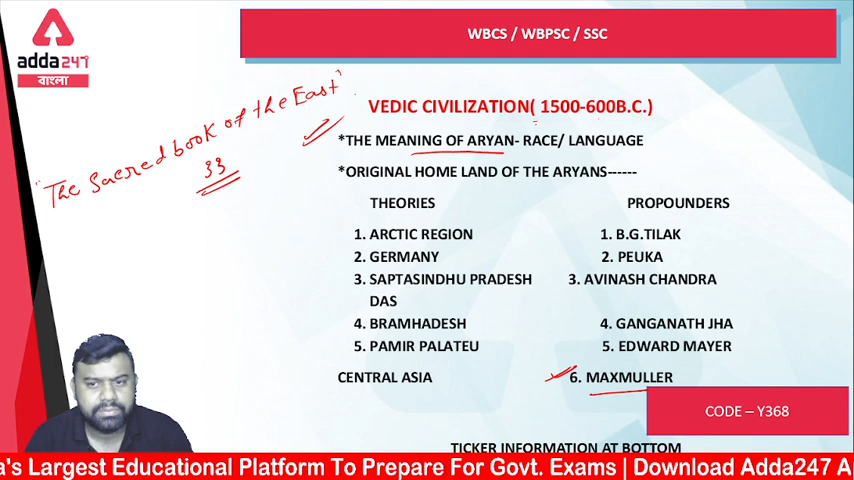 WBCS / WBPSC / SSC
adda247
বাংলা
"The Sacred book of the East"
33
VEDIC CIVILIZATION( 1500-600B.C.)
*THE MEANING OF ARYAN- RACE/ LANGUAGE
*ORIGINAL HOME LAND OF THE ARYANS------
THEORIES PROPOUNDERS
1. ARCTIC REGION 1. B.G.TILAK
2. GERMANY 2. PEUKA
3. SAPTASINDHU PRADESH 3. AVINASH CHANDRA
DAS
4. BRAMHADESH 4. GANGANATH JHA
5. PAMIR PALATEU 5. EDWARD MAYER
CENTRAL ASIA 6. MAXMULLER
CODE – Y368
TICKER INFORMATION AT BOTTOM
a's Largest Educational Platform To Prepare For Govt. Exams | Download Adda247 A